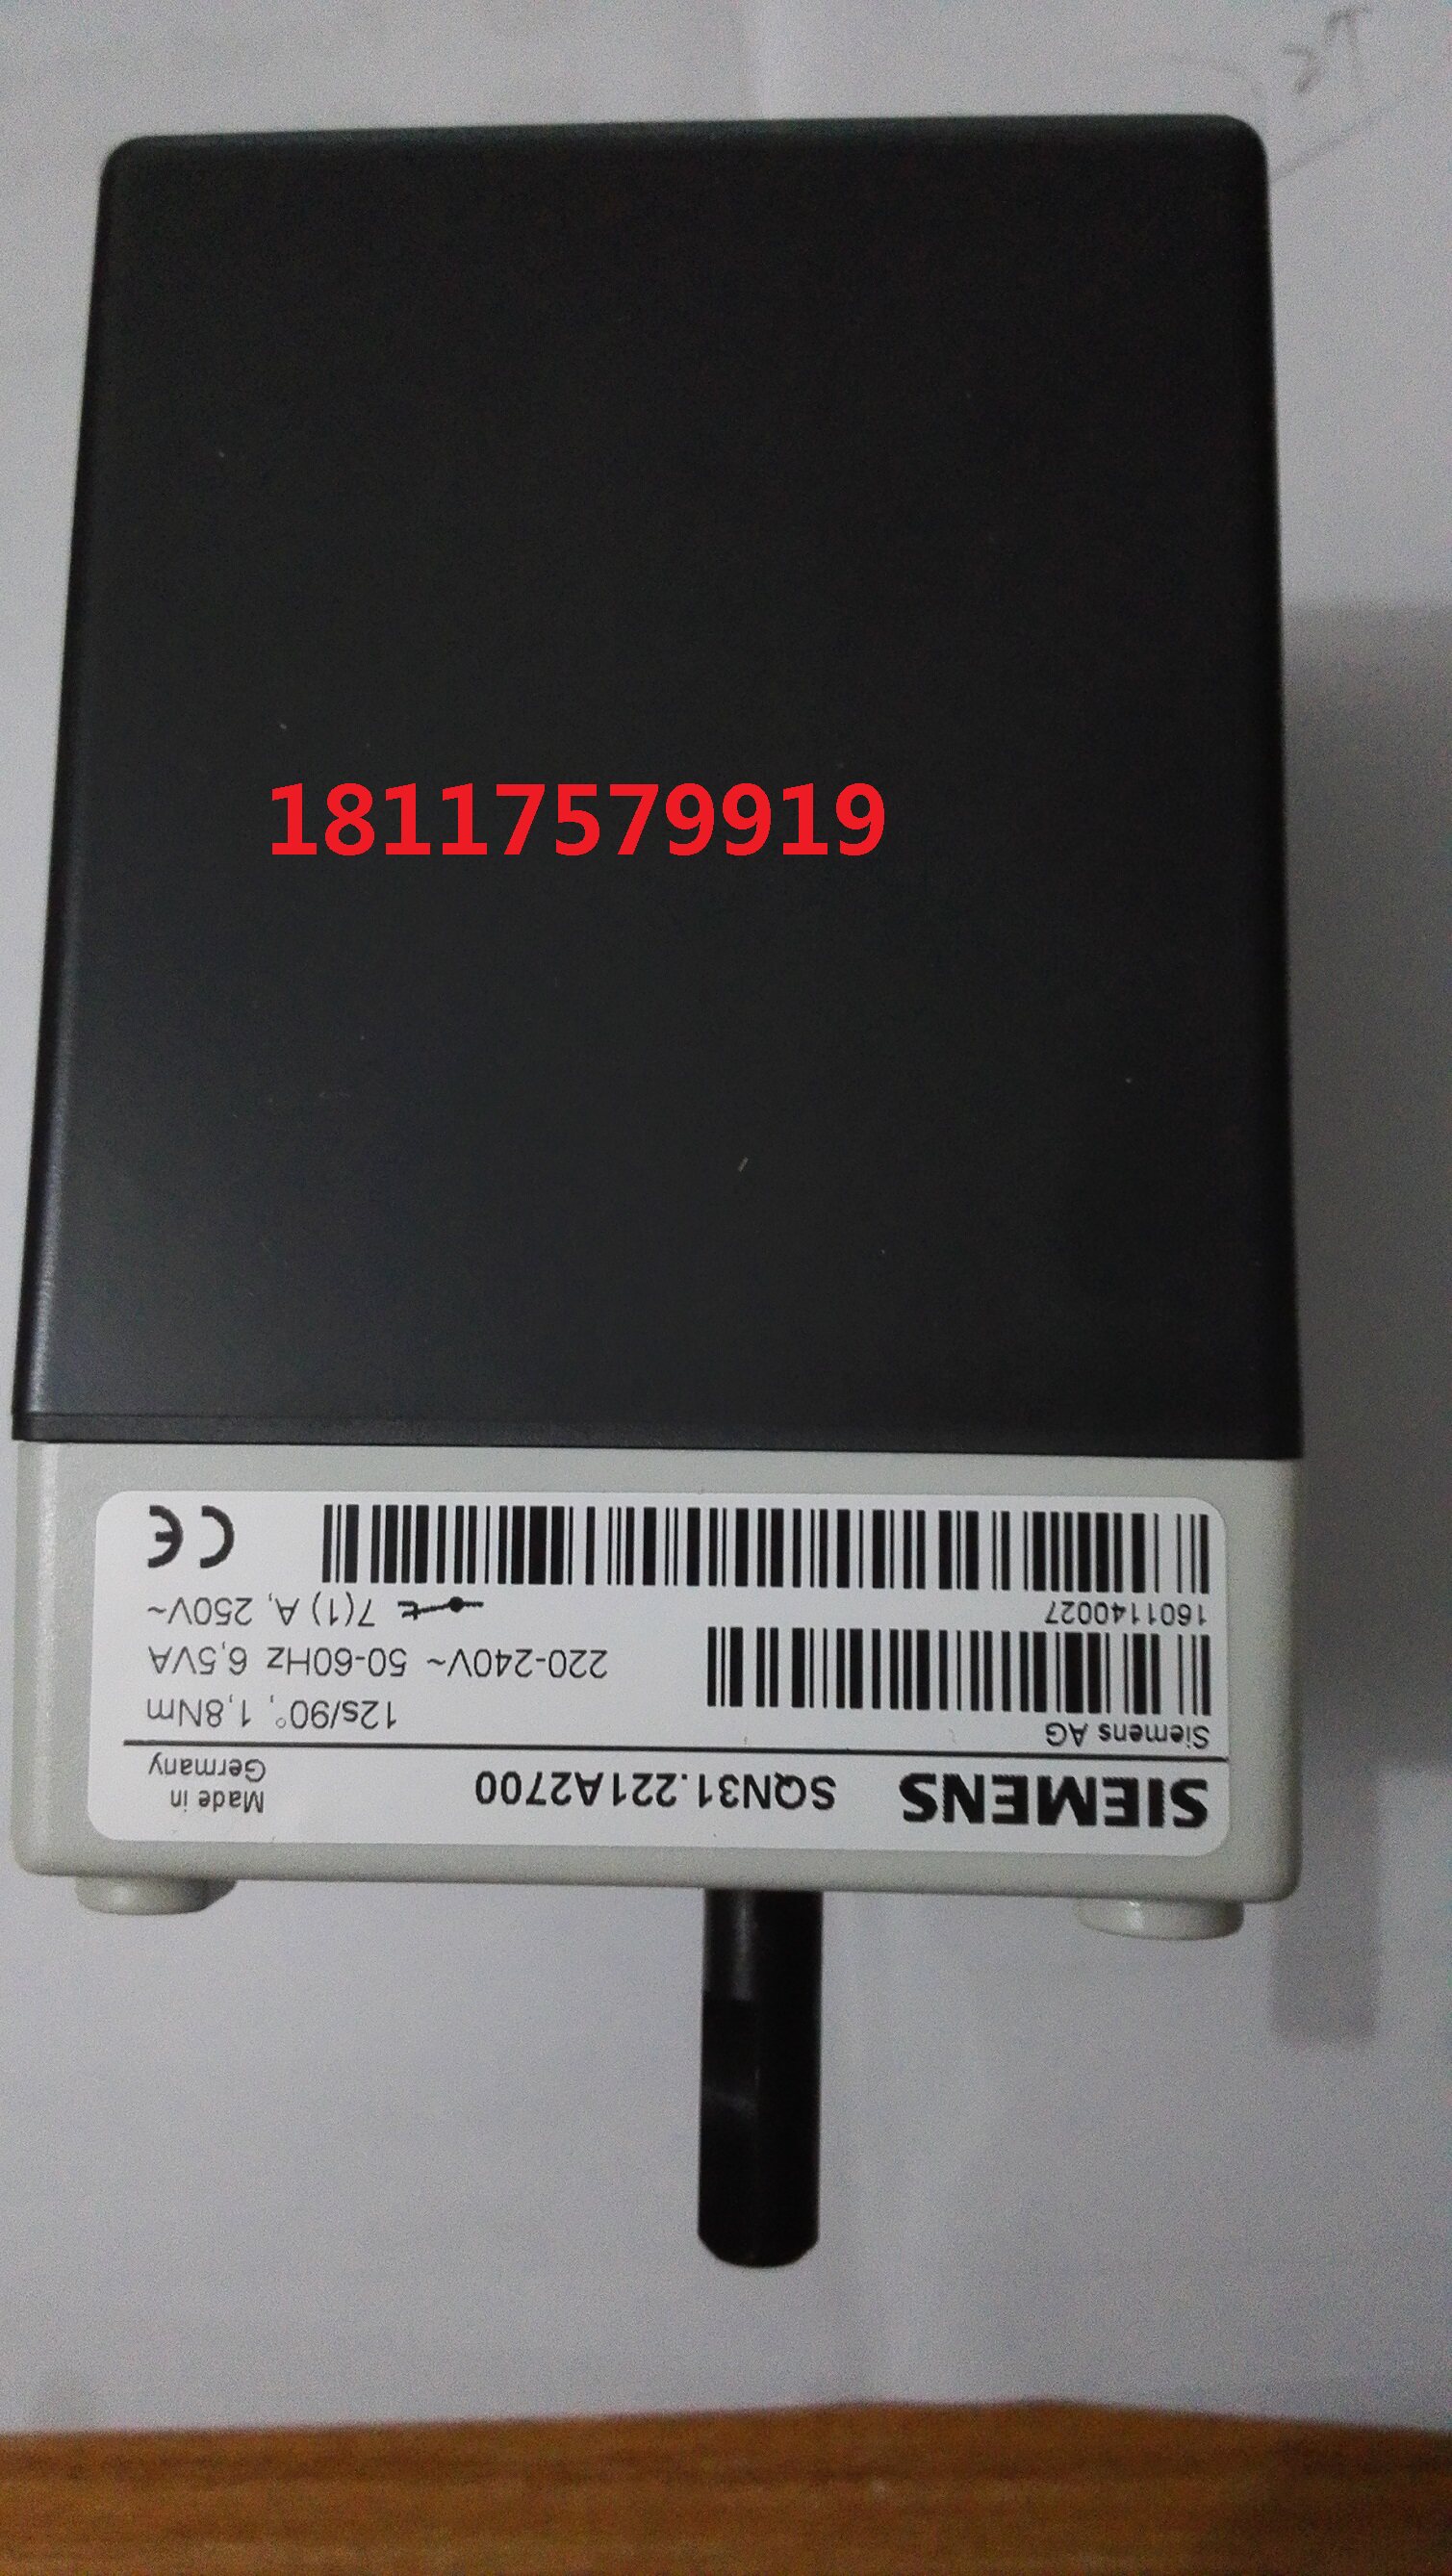 18117579919
SIEMENS SQN31.221A2700 Made in
Germany
Siemens AG 12s/90°, 1,8Nm
220-240V~ 50-60Hz 6,5VA
1601140027 7(1) A, 250V~
CE